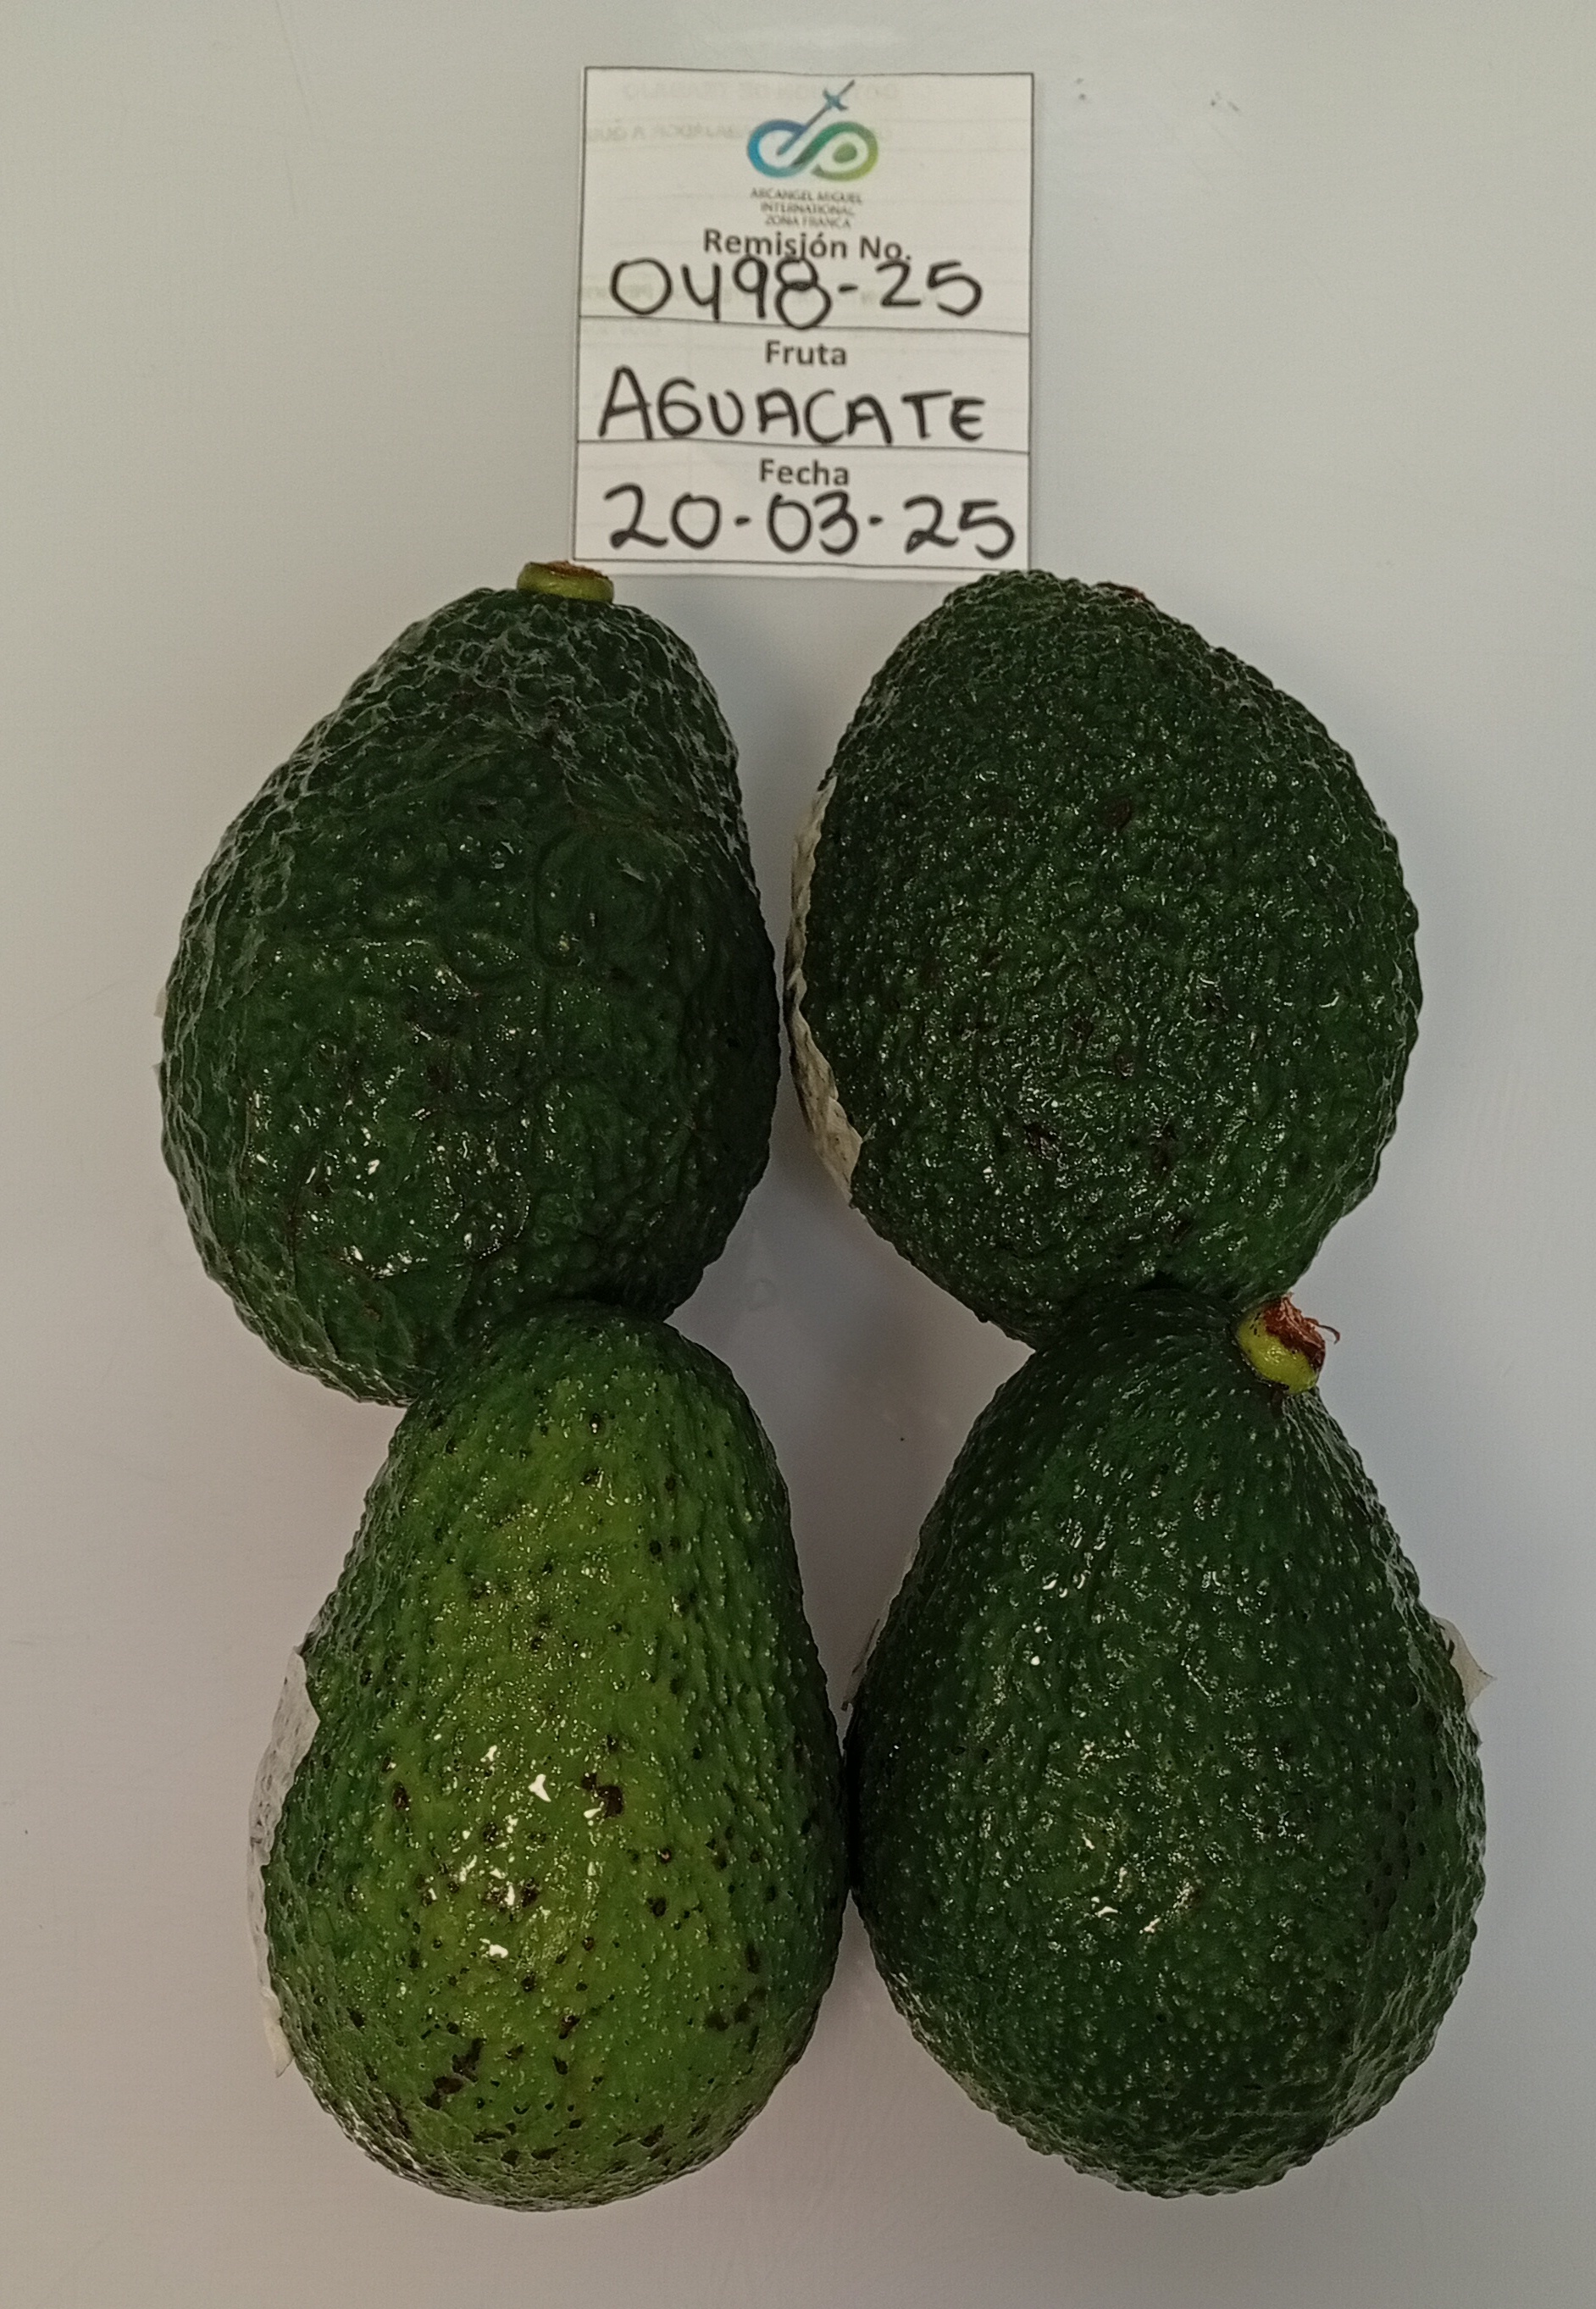 ARCANGEL MIGUEL
INTERNATIONAL
ZONA FRANCA
Remisión No.
0498-25
Fruta
AGUACATE
Fecha
20-03-25